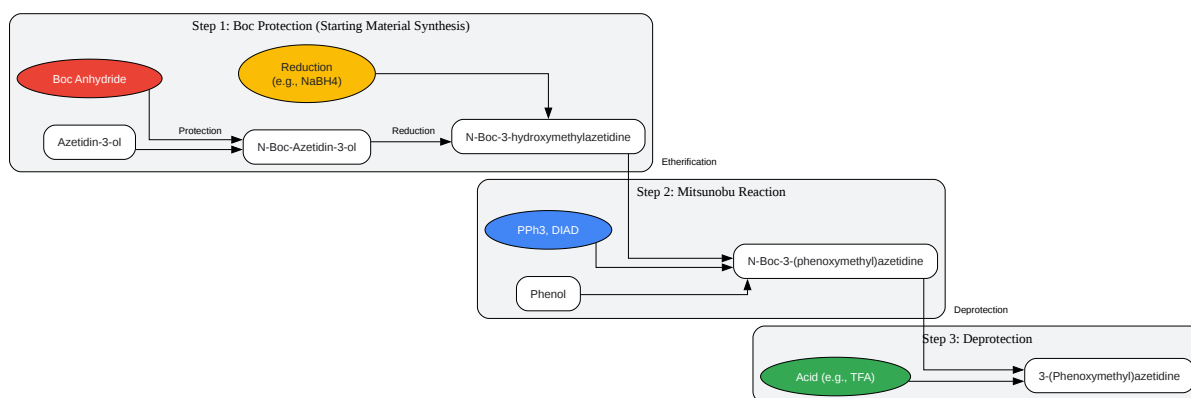 Step 1: Boc Protection (Starting Material Synthesis)
Boc Anhydride
Reduction
(e.g., NaBH4)
Azetidin-3-ol
Protection
N-Boc-Azetidin-3-ol
Reduction
N-Boc-3-hydroxymethylazetidine
Etherification
Step 2: Mitsunobu Reaction
PPh3, DIAD
Phenol
N-Boc-3-(phenoxymethyl)azetidine
Deprotection
Step 3: Deprotection
Acid (e.g., TFA)
3-(Phenoxymethyl)azetidine